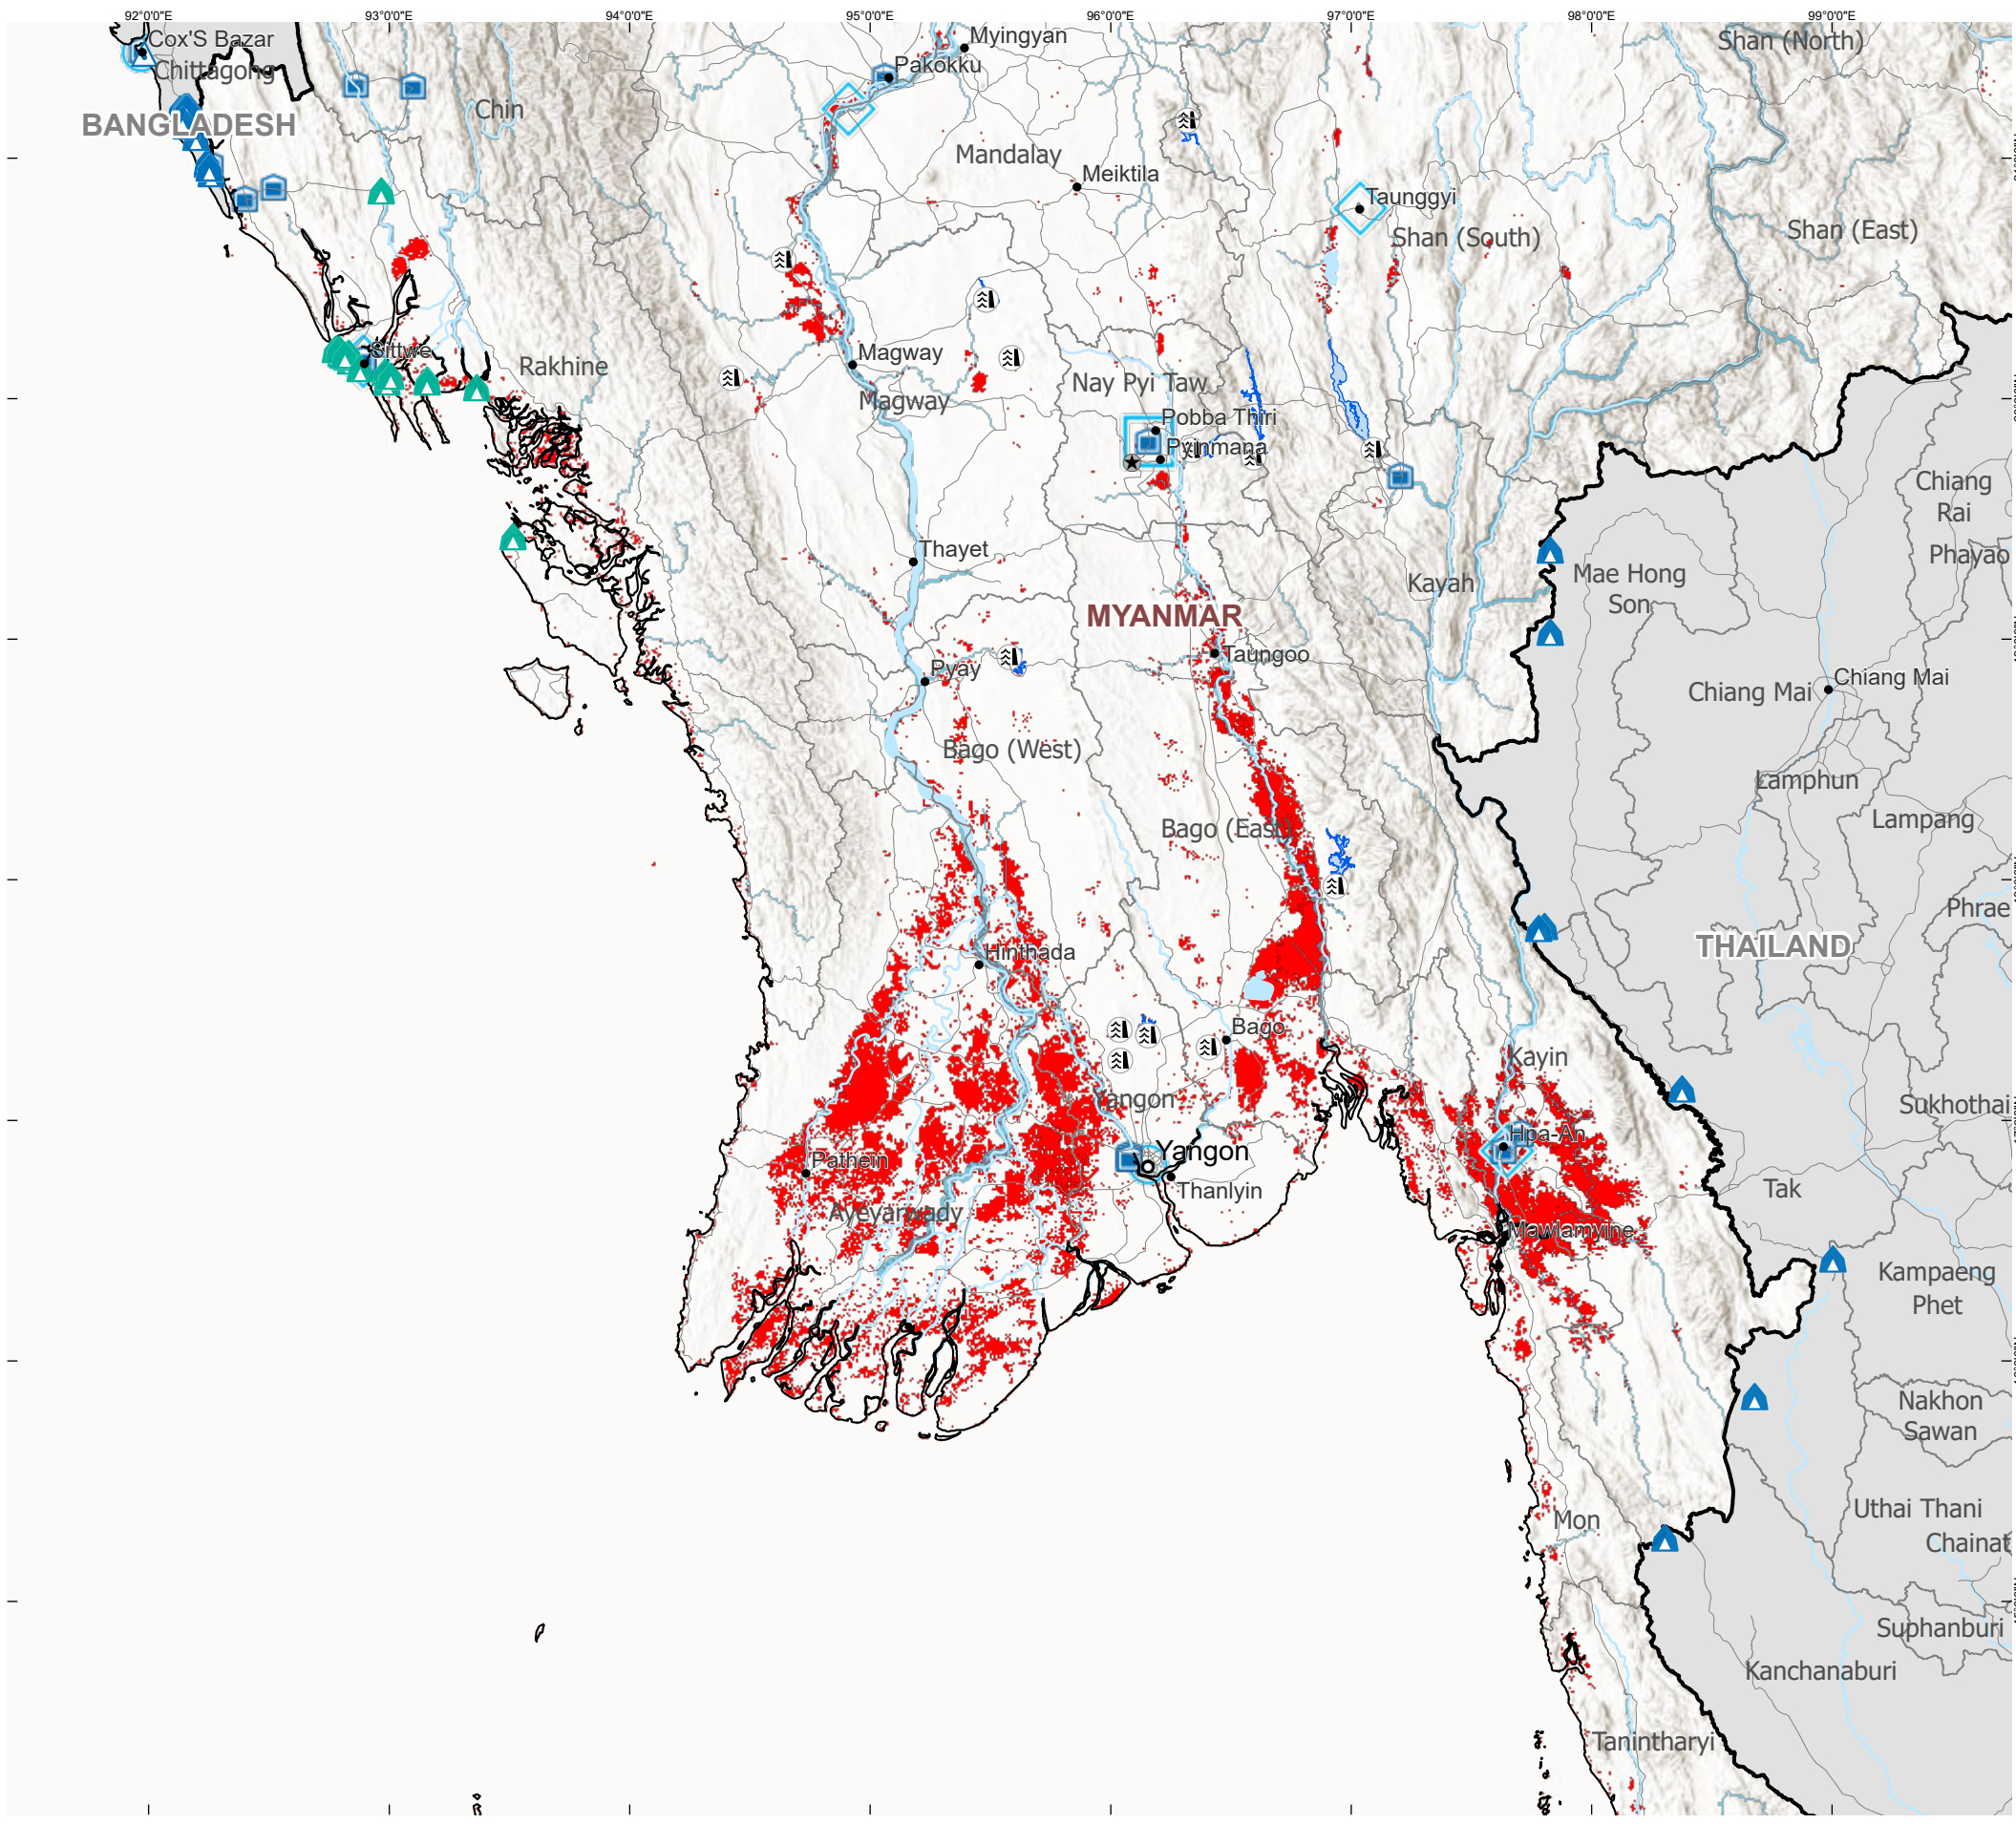 92°0'0"E
93°0'0"E
94°0'0"E
95°0'0"E
96°0'0"E
97°0'0"E
98°0'0"E
99°0'0"E
Cox'S Bazar
Chittagong
BANGLADESH
Chin
Myingyan
Pakokku
Mandalay
Meiktila
Shan (North)
Taunggyi
Shan (South)
Shan (East)
Sittwe
Rakhine
Magway
Magway
Nay Pyi Taw
Pobba Thiri
Pyinmana
Thayet
MYANMAR
Kayah
Mae Hong
Son
Chiang
Rai
Phayao
Taungoo
Pyay
Chiang Mai
Chiang Mai
Bago (West)
Lamphun
Bago (East)
Lampang
Phrae
THAILAND
Hinthada
Bago
Kayin
Yangon
Sukhothai
Hpa-An
Yangon
Pathein
Thanlyin
Tak
Ayeyarwady
Mawlamyine
Kampaeng
Phet
Nakhon
Sawan
Uthai Thani
Mon
Chainat
Suphanburi
Kanchanaburi
Tanintharyi